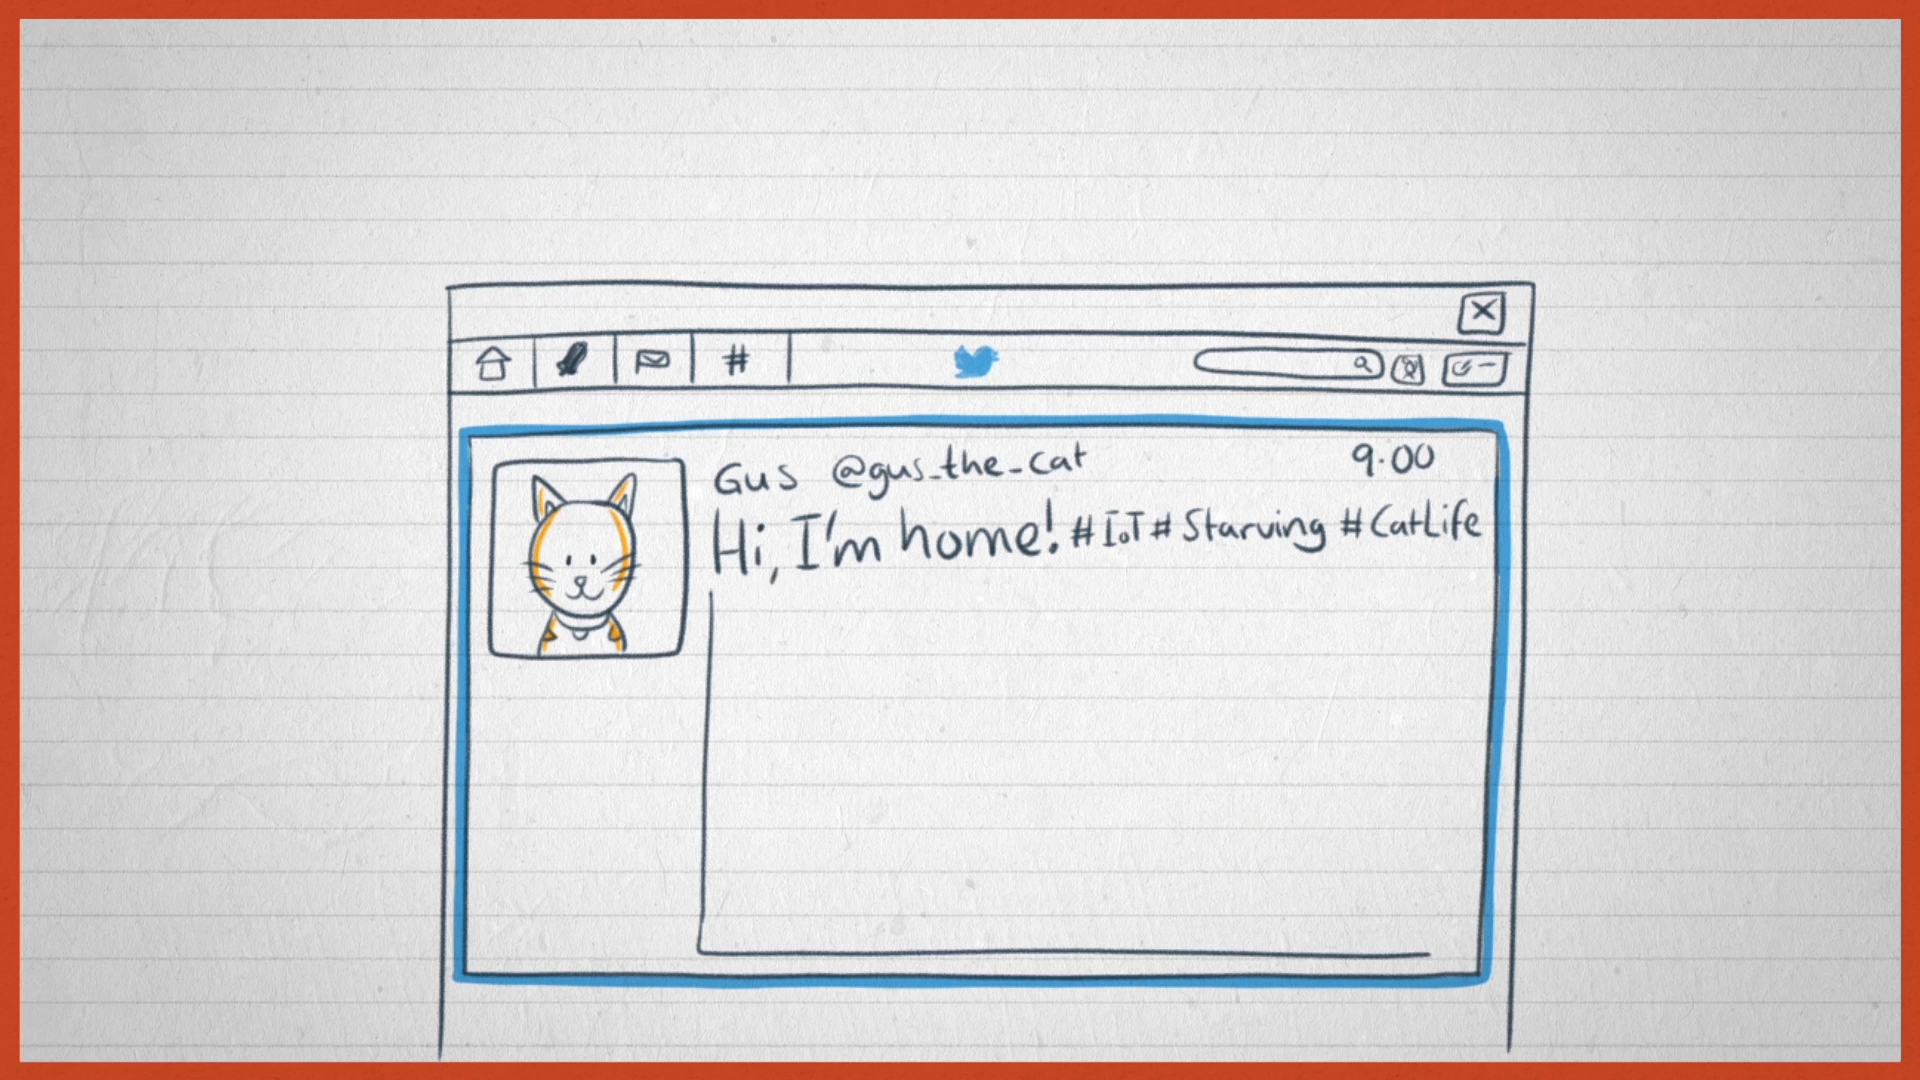 #
Gus @gus_the_cat 9.00
Hi, I'm home! #IoT #Starving #CatLife